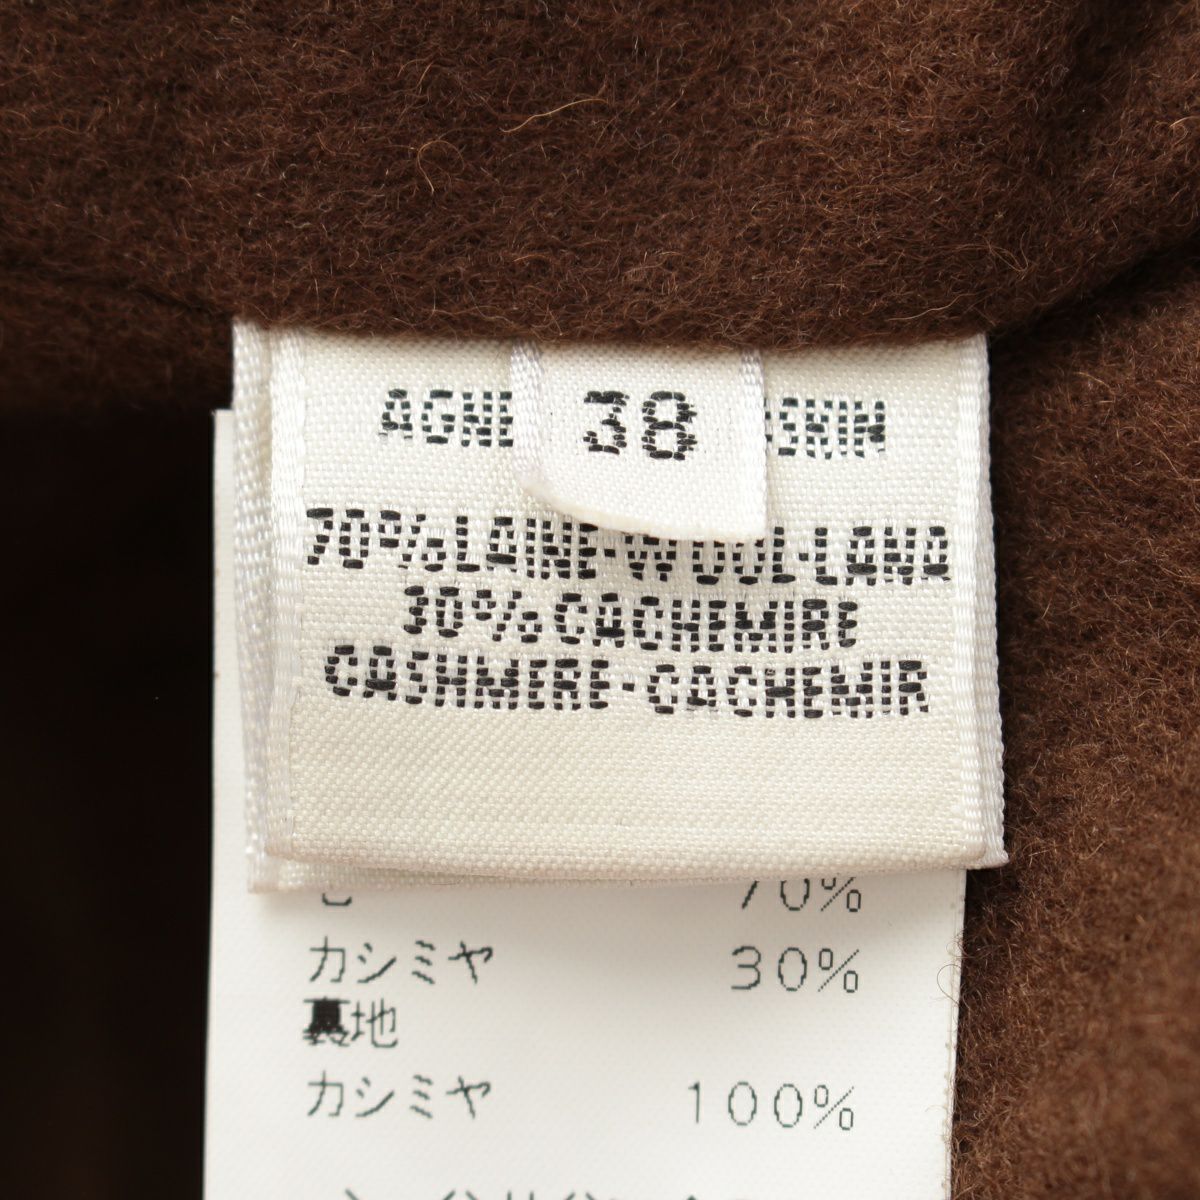 38
70% LAINE-WOOL-LANA
30% CACHEMIRE
CASHMERE-CACHEMIR
70%
カシミヤ 30%
裏地
カシミヤ 100%